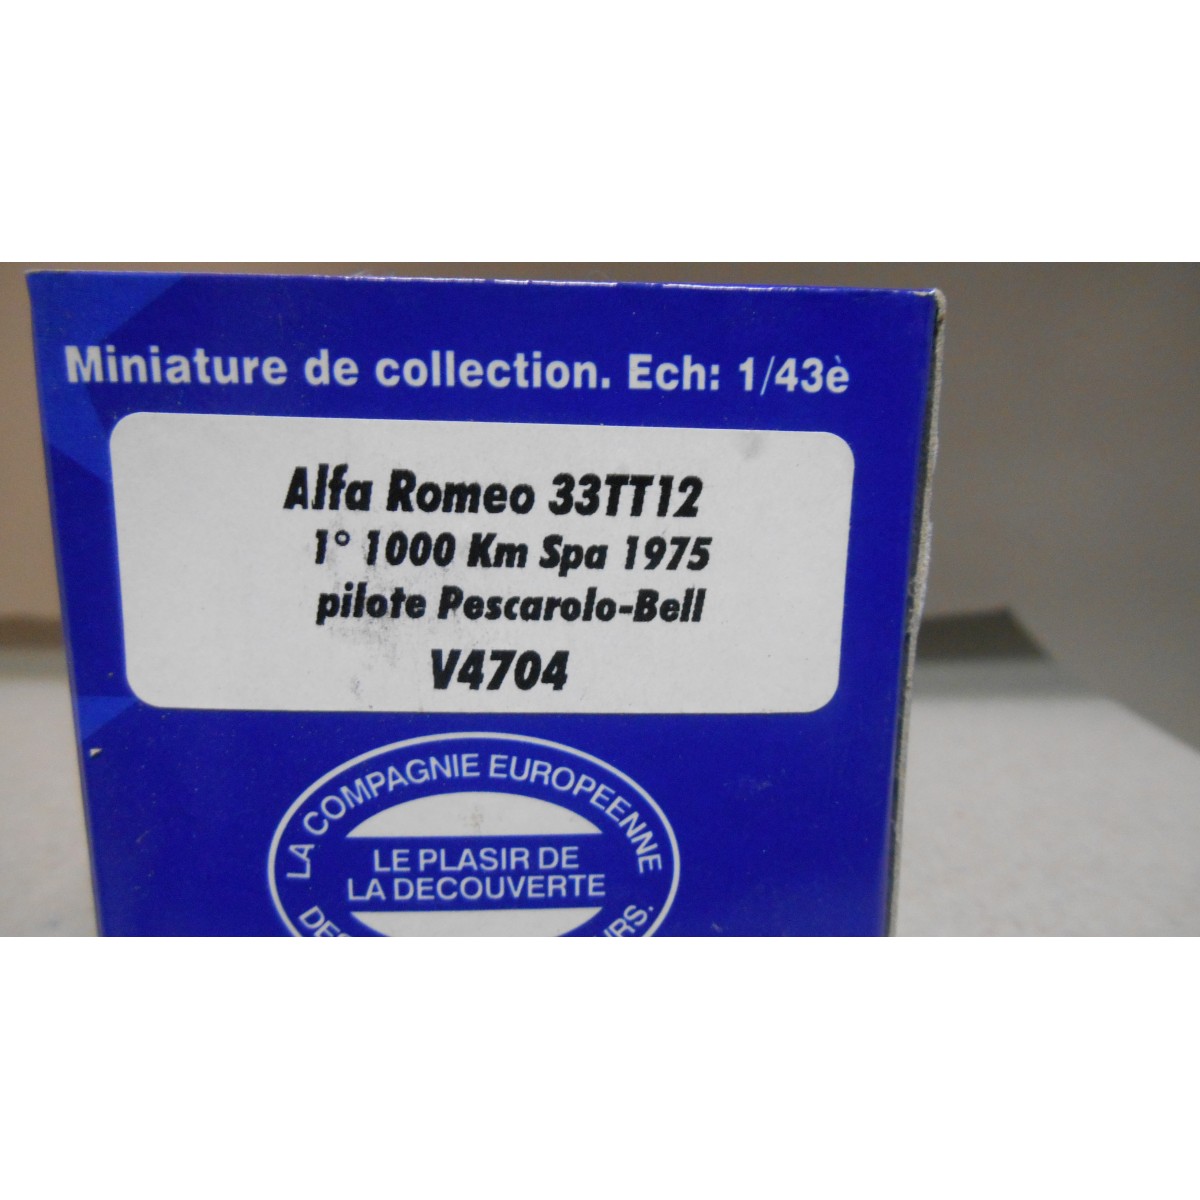 Miniature de collection. Ech: 1/43è
Alfa Romeo 33TT12
1° 1000 Km Spa 1975
pilote Pescarolo-Bell
V4704
LA COMPAGNIE EUROPEENNE
LE PLASIR DE
LA DECOUVERTE